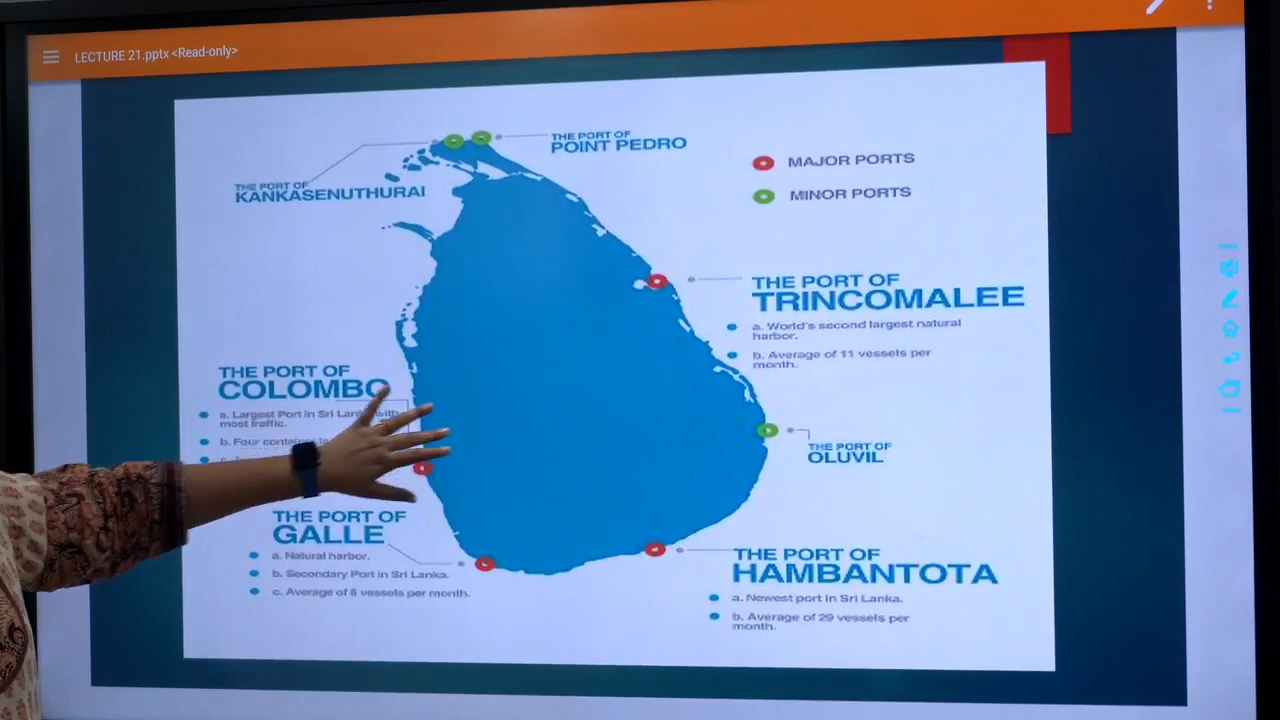 LECTURE 21.pptx <Read-only>
THE PORT OF
POINT PEDRO
THE PORT OF
KANKASENUTHURAI
MAJOR PORTS
MINOR PORTS
THE PORT OF
TRINCOMALEE
a. World's second largest natural
harbor.
b. Average of 11 vessels per
month.
THE PORT OF
COLOMBO
a. Largest Port in Sri Lanka with
most traffic.
b. Four container
THE PORT OF
OLUVIL
THE PORT OF
GALLE
a. Natural harbor.
b. Secondary Port in Sri Lanka.
c. Average of 6 vessels per month.
THE PORT OF
HAMBANTOTA
a. Newest port in Sri Lanka.
b. Average of 29 vessels per
month.